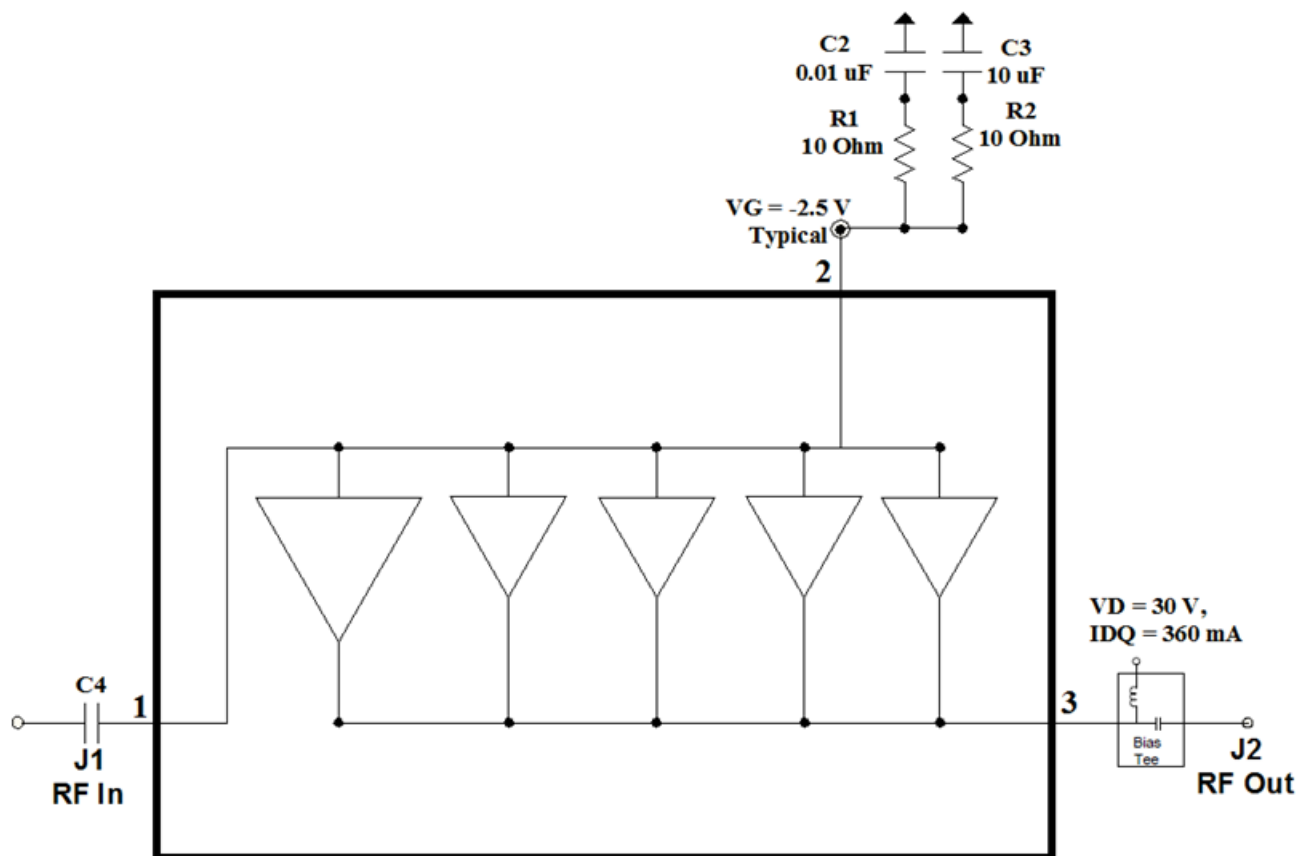 C2
0.01 uF
C3
10 uF
R1
10 Ohm
R2
10 Ohm
VG = -2.5 V
Typical
2
VD = 30 V,
IDQ = 360 mA
C4
1
3
J1
RF In
Bias
Tee
J2
RF Out